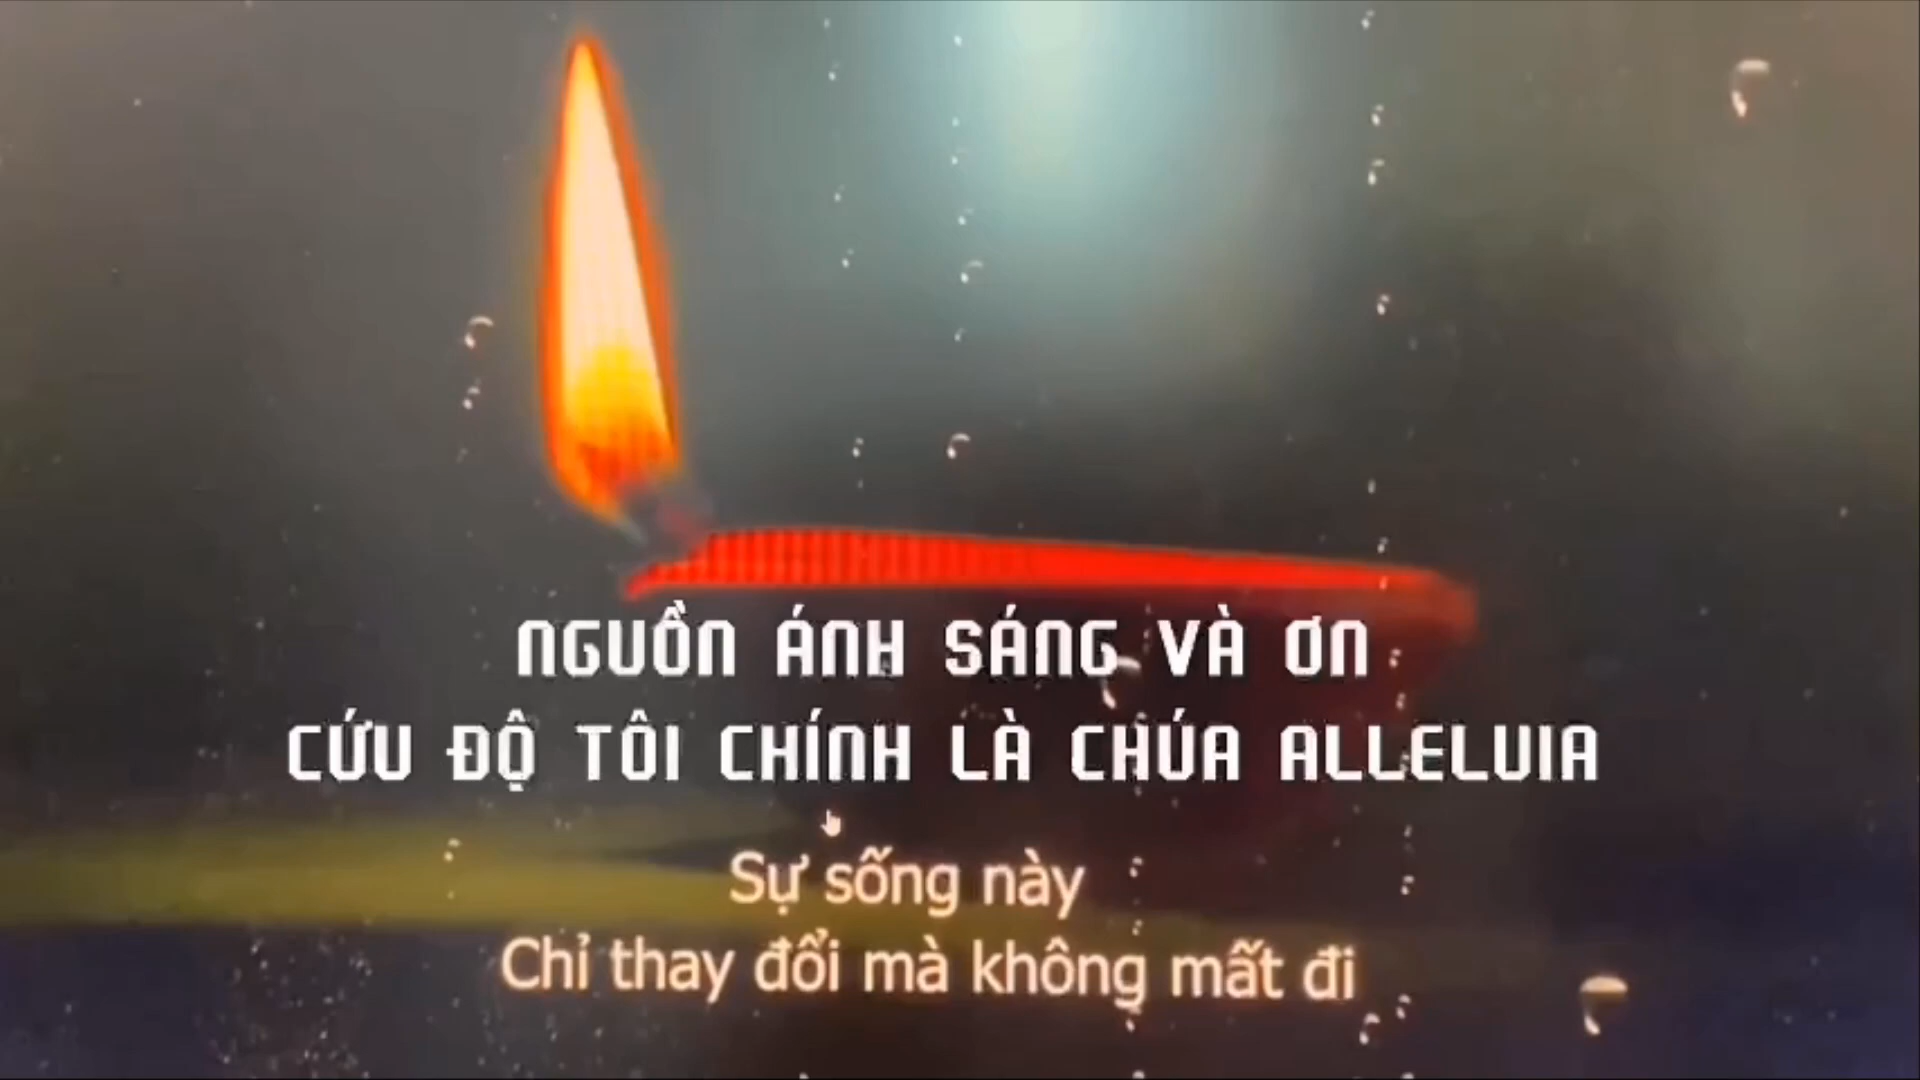 NGUỒN ÁNH SÁNG VÀ ƠN
CỨU ĐỘ TÔI CHÍNH LÀ CHÚA ALLELUIA
Sự sống này
Chỉ thay đổi mà không mất đi